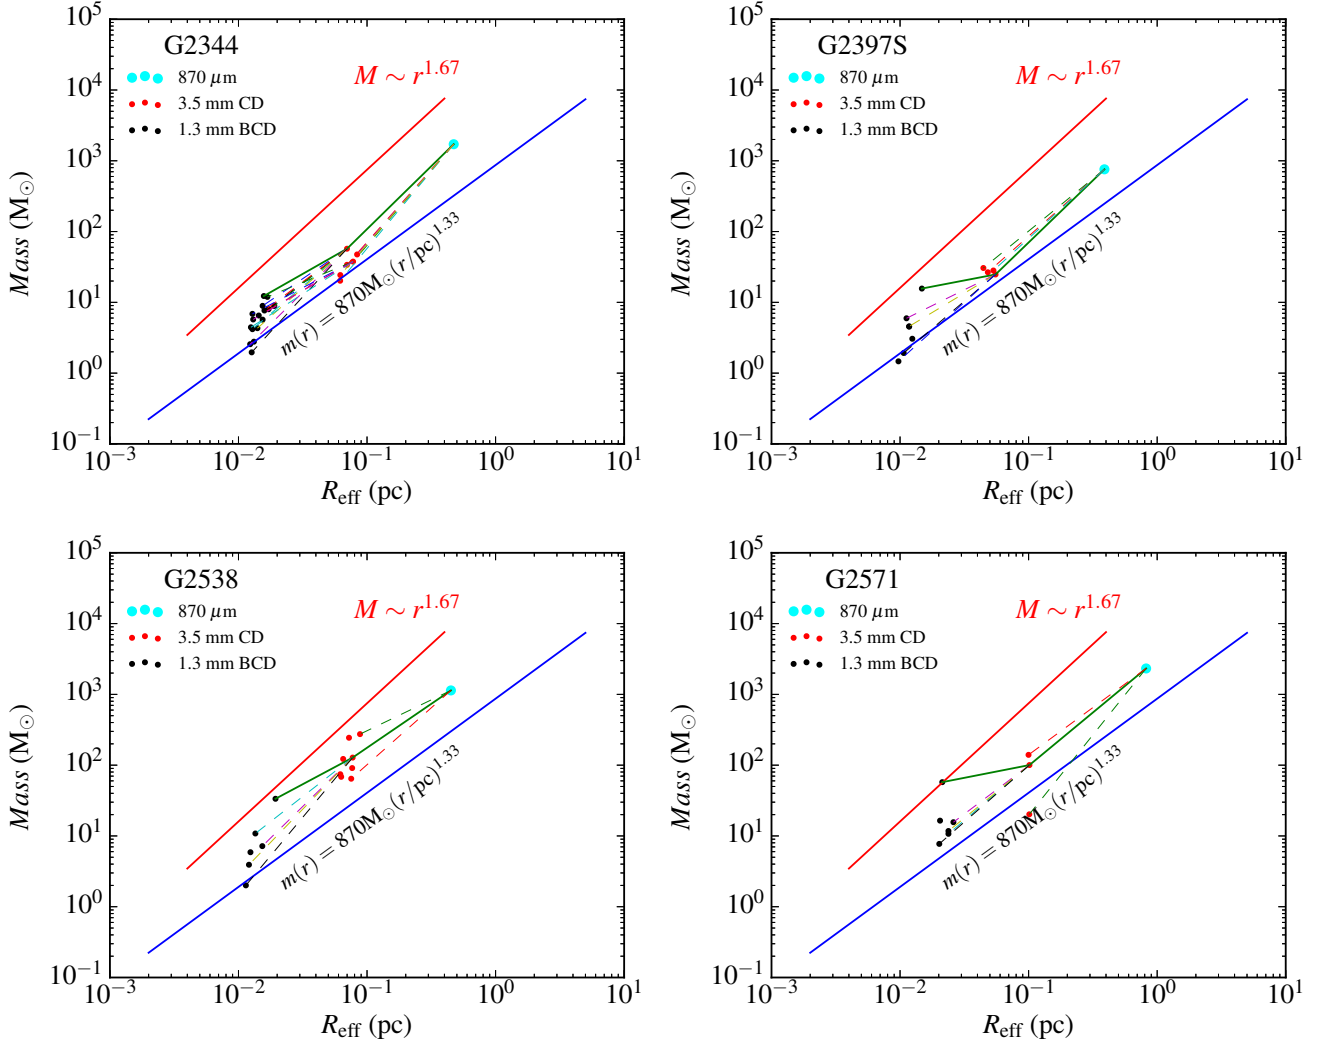 G2344
870 μm
3.5 mm CD
1.3 mm BCD
M ∼ r^1.67
m(r) = 870M⊙(r/pc)^1.33
10^5
10^4
10^3
10^2
10^1
10^0
10^−1
Mass (M⊙)
10^−3 10^−2 10^−1 10^0 10^1
R_eff (pc)
G2397S
870 μm
3.5 mm CD
1.3 mm BCD
M ∼ r^1.67
m(r) = 870M⊙(r/pc)^1.33
10^5
10^4
10^3
10^2
10^1
10^0
10^−1
Mass (M⊙)
10^−3 10^−2 10^−1 10^0 10^1
R_eff (pc)
G2538
870 μm
3.5 mm CD
1.3 mm BCD
M ∼ r^1.67
m(r) = 870M⊙(r/pc)^1.33
10^5
10^4
10^3
10^2
10^1
10^0
10^−1
Mass (M⊙)
10^−3 10^−2 10^−1 10^0 10^1
R_eff (pc)
G2571
870 μm
3.5 mm CD
1.3 mm BCD
M ∼ r^1.67
m(r) = 870M⊙(r/pc)^1.33
10^5
10^4
10^3
10^2
10^1
10^0
10^−1
Mass (M⊙)
10^−3 10^−2 10^−1 10^0 10^1
R_eff (pc)